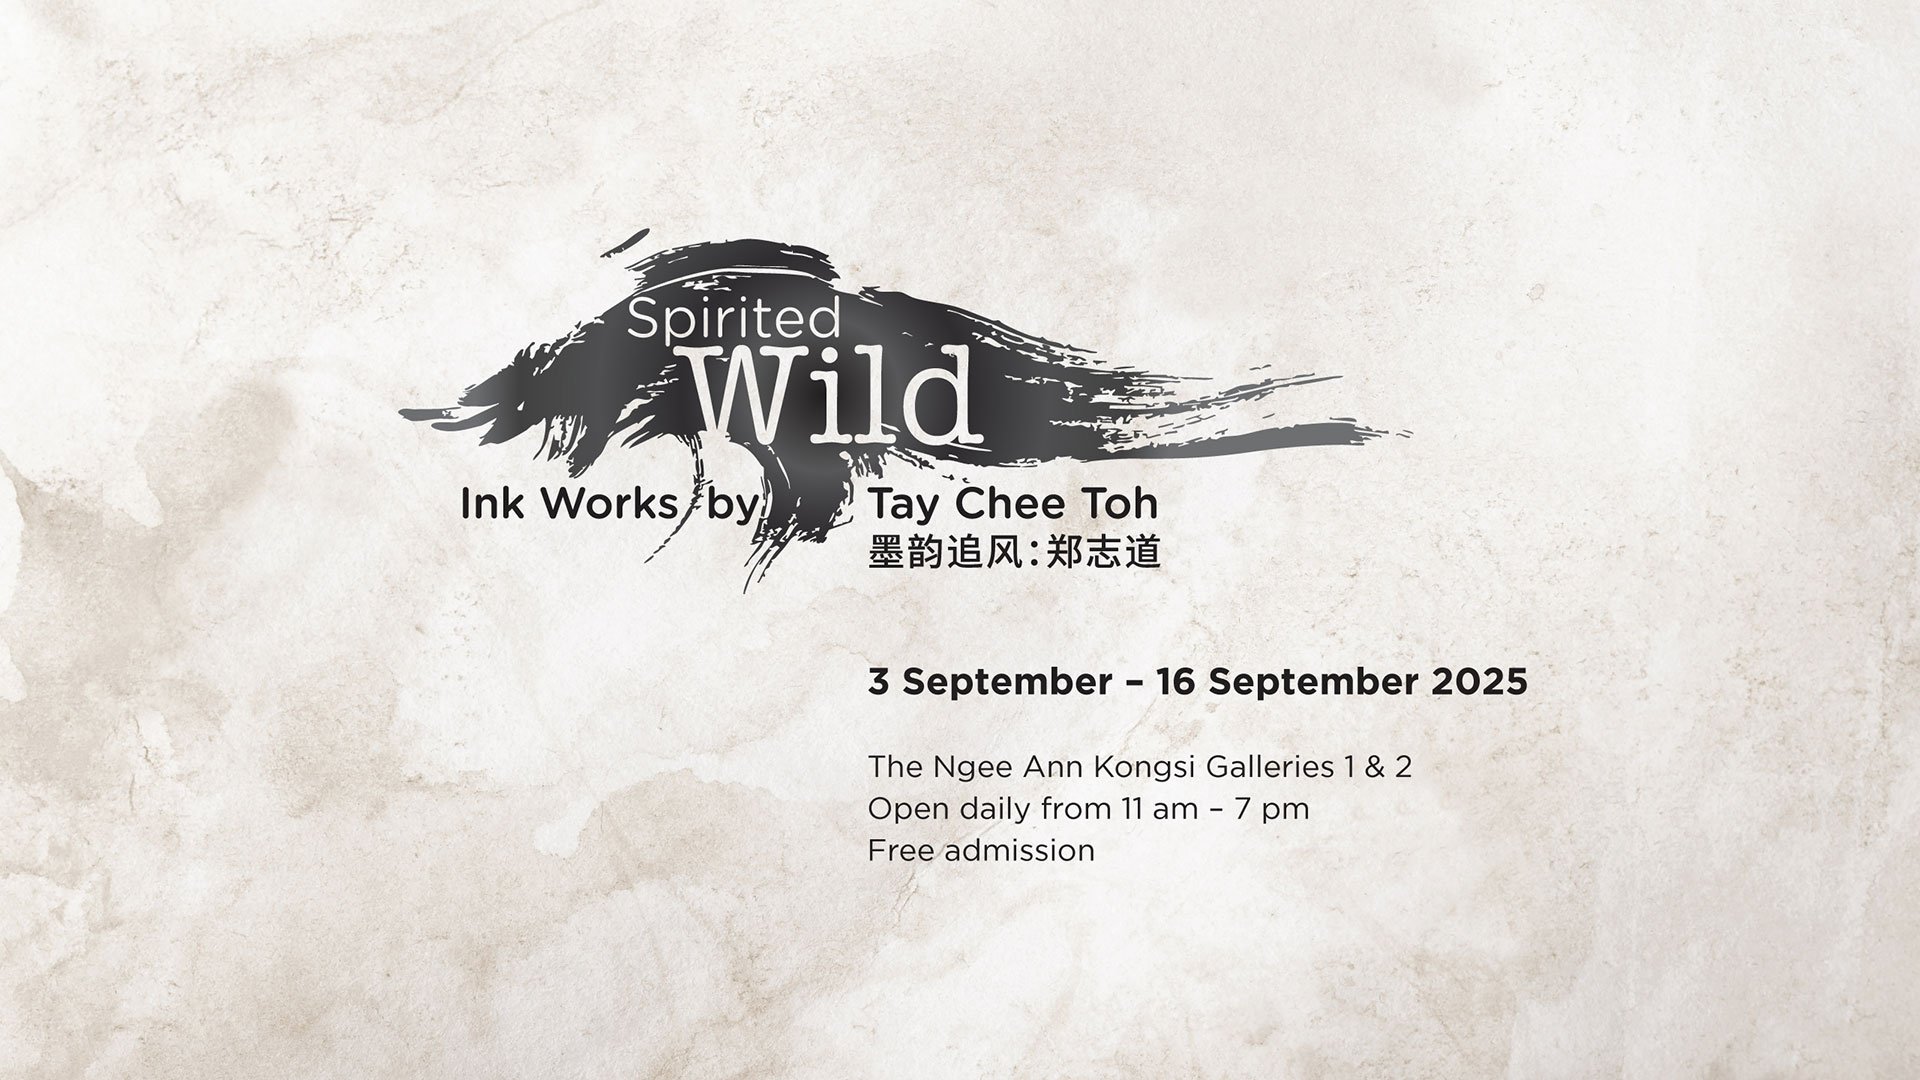 Spirited
Wild
Ink Works by Tay Chee Toh
墨韵追风：郑志道
3 September – 16 September 2025
The Ngee Ann Kongsi Galleries 1 & 2
Open daily from 11 am – 7 pm
Free admission